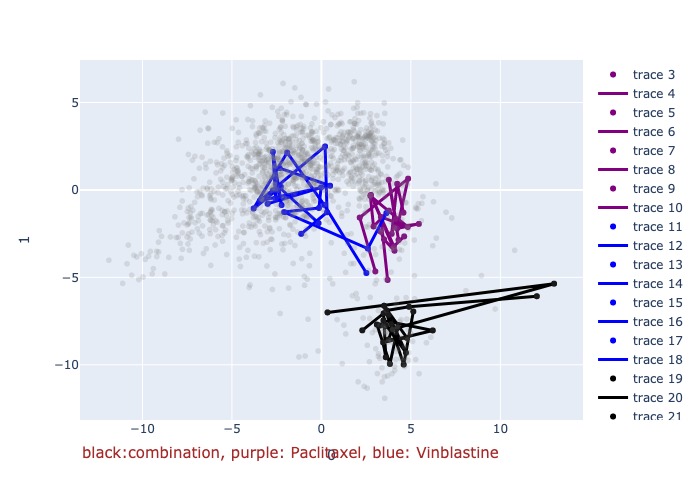 5
0
−5
−10
1
−10
−5
0
5
10
0
black:combination, purple: Paclitaxel, blue: Vinblastine
trace 3
trace 4
trace 5
trace 6
trace 7
trace 8
trace 9
trace 10
trace 11
trace 12
trace 13
trace 14
trace 15
trace 16
trace 17
trace 18
trace 19
trace 20
trace 21